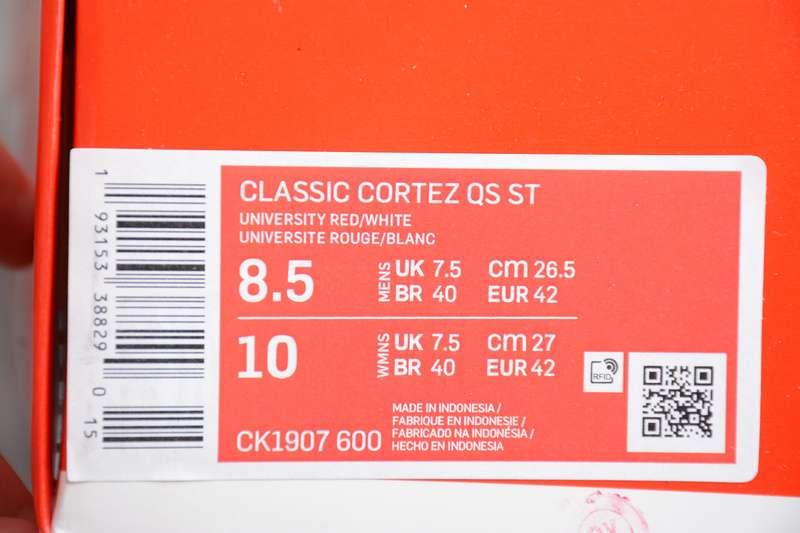 CLASSIC CORTEZ QS ST
UNIVERSITY RED/WHITE
UNIVERSITE ROUGE/BLANC
8.5 MENS UK 7.5 cm 26.5
BR 40 EUR 42
10 WMNS UK 7.5 cm 27
BR 40 EUR 42
RFID
CK1907 600
MADE IN INDONESIA /
FABRIQUE EN INDONESIE /
FABRICADO NA INDONÉSIA /
HECHO EN INDONESIA
1 93153 38829 0 15